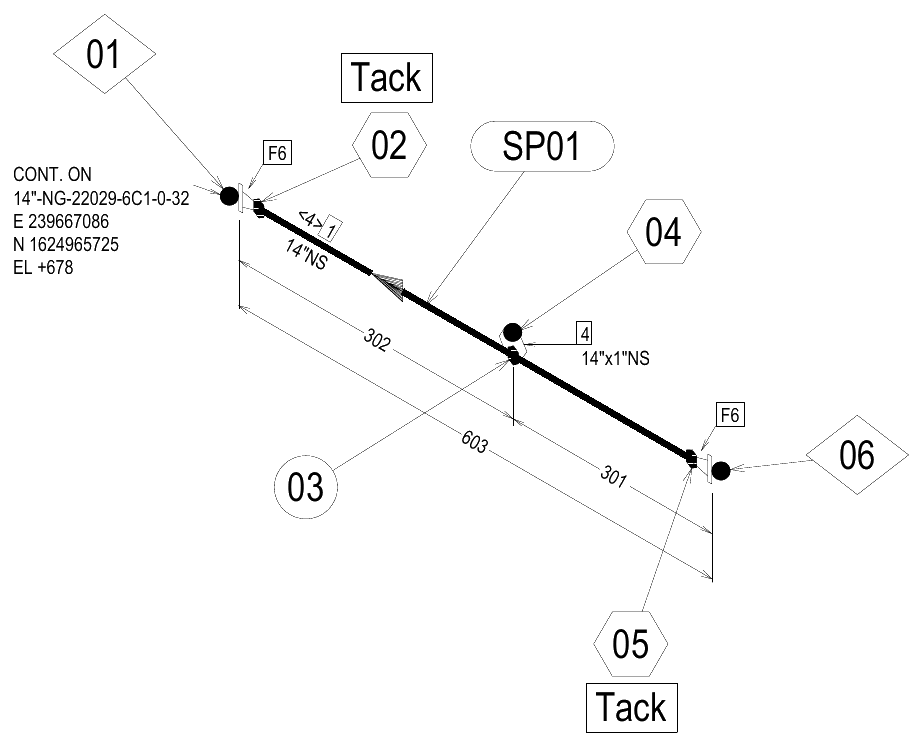 01
Tack
02
SP01
F6
CONT. ON
14"-NG-22029-6C1-0-32
E 239667086
N 1624965725
EL +678
<4> 1
14"NS
04
302
4
14"x1"NS
F6
603
301
03
06
05
Tack